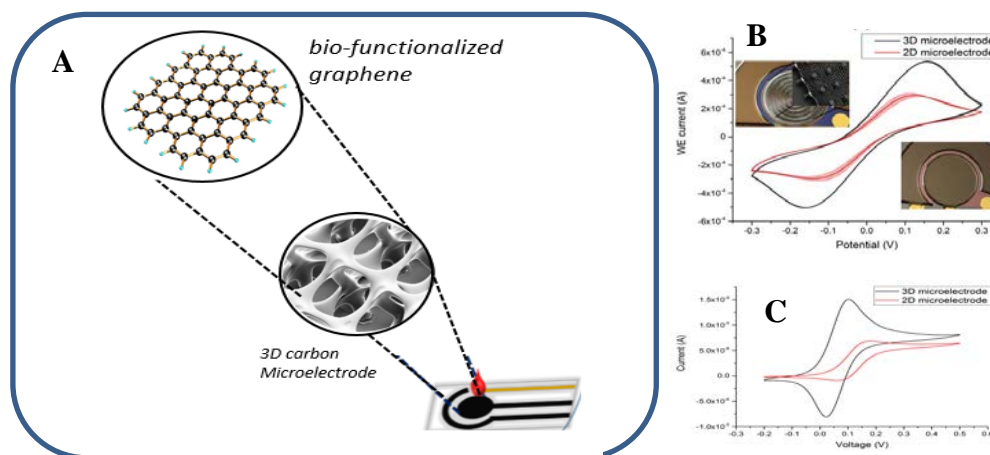 A
bio-functionalized
graphene
3D carbon
Microelectrode
B
3D microelectrode
2D microelectrode
WE current (A)
-0.3 -0.2 -0.1 0.0 0.1 0.2 0.3
Potential (V)
C
3D microelectrode
2D microelectrode
Current (A)
-0.3 -0.2 -0.1 0.0 0.1 0.2 0.3 0.4 0.5
Voltage (V)